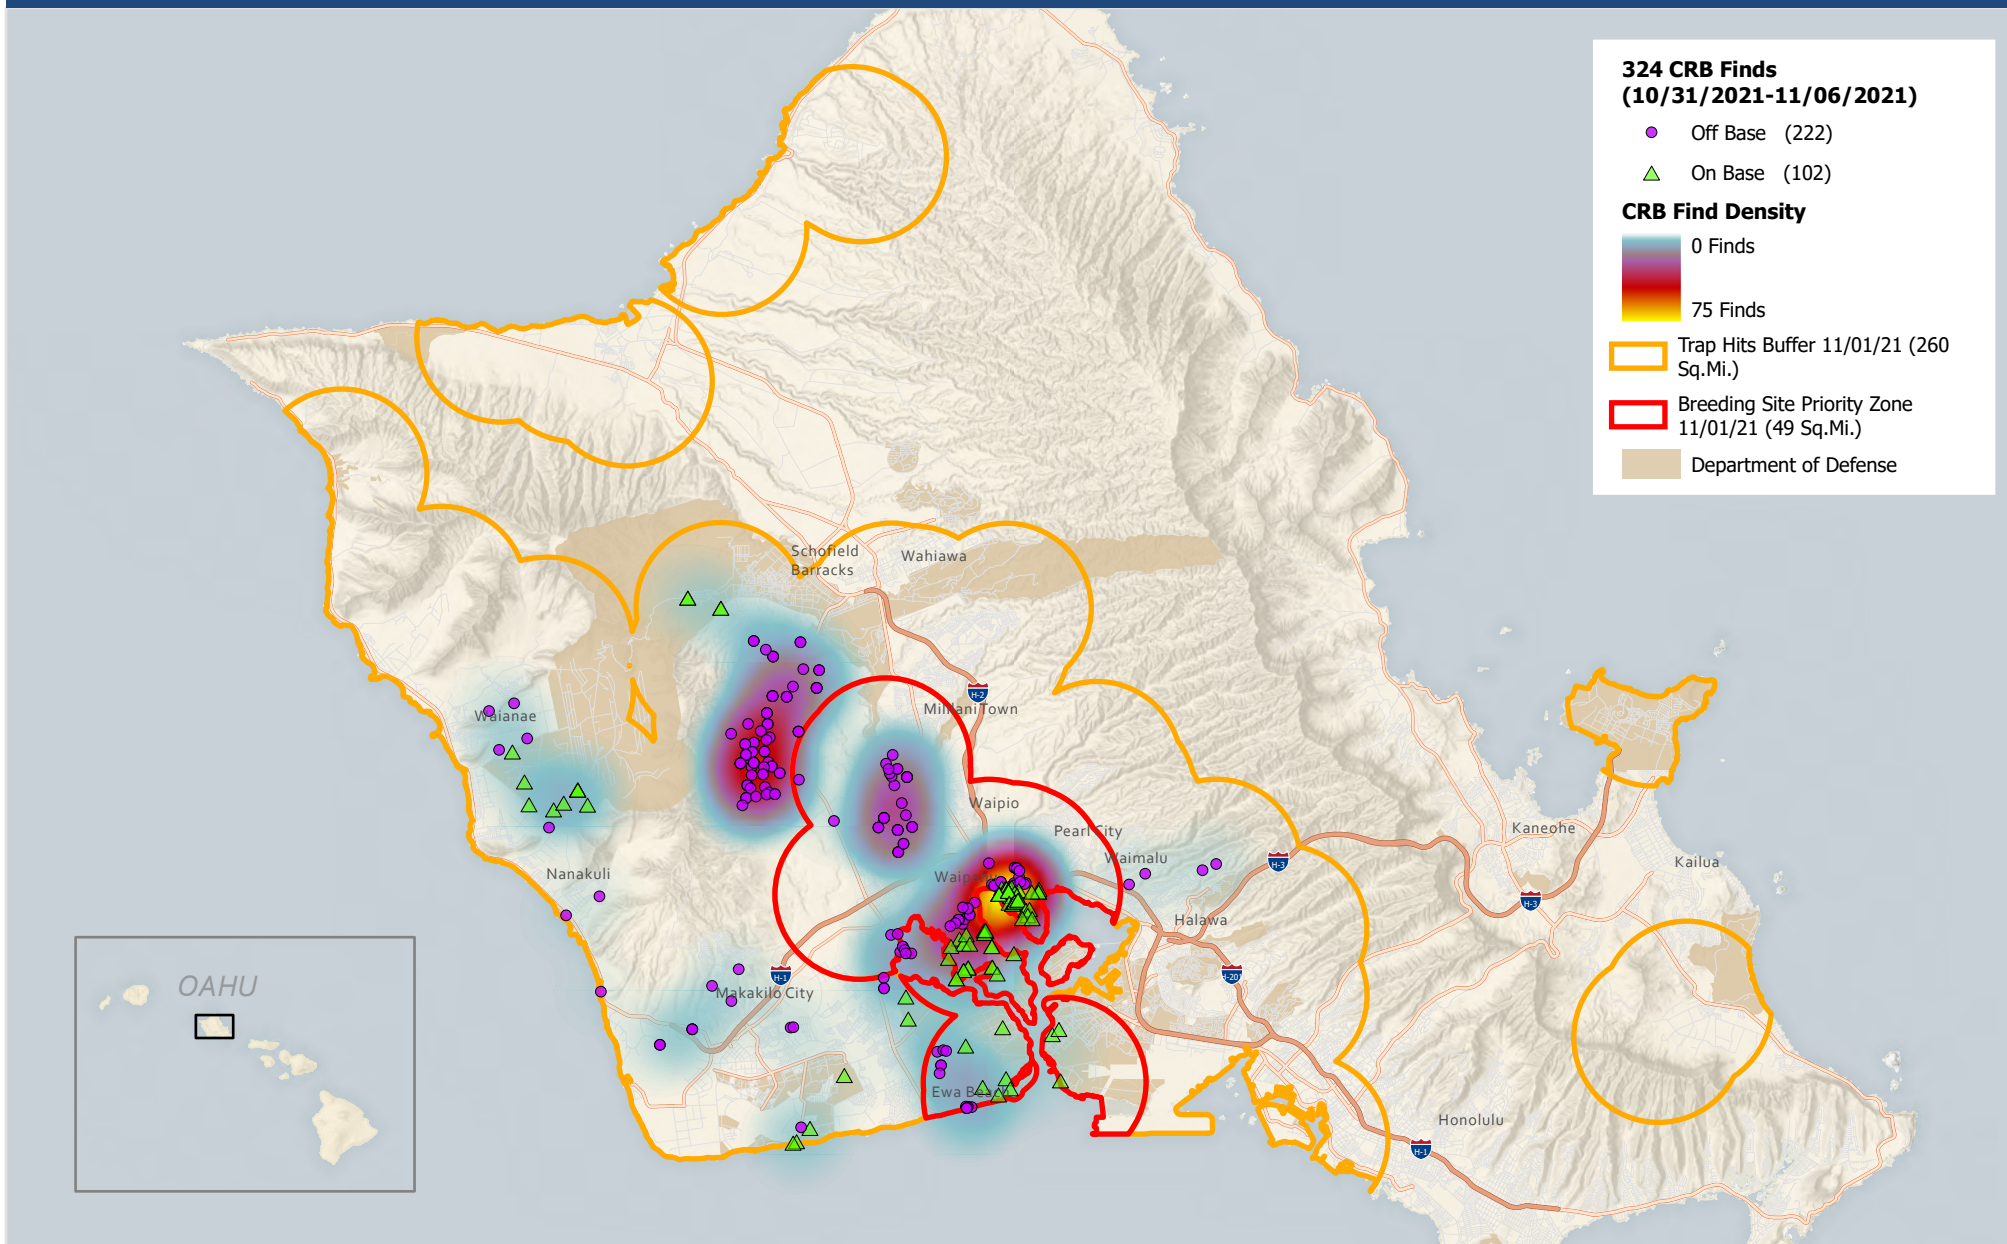 324 CRB Finds
(10/31/2021-11/06/2021)
Off Base (222)
On Base (102)
CRB Find Density
0 Finds
75 Finds
Trap Hits Buffer 11/01/21 (260
Sq.Mi.)
Breeding Site Priority Zone
11/01/21 (49 Sq.Mi.)
Department of Defense
Schofield
Barracks
Wahiawa
H-2
Mililani Town
Waianae
Waipio
Pearl City
Kaneohe
Waimalu
H-3
Kailua
Nanakuli
H-3
Halawa
H-1
H-201
Makakilo City
OAHU
Ewa Beach
Honolulu
H-1